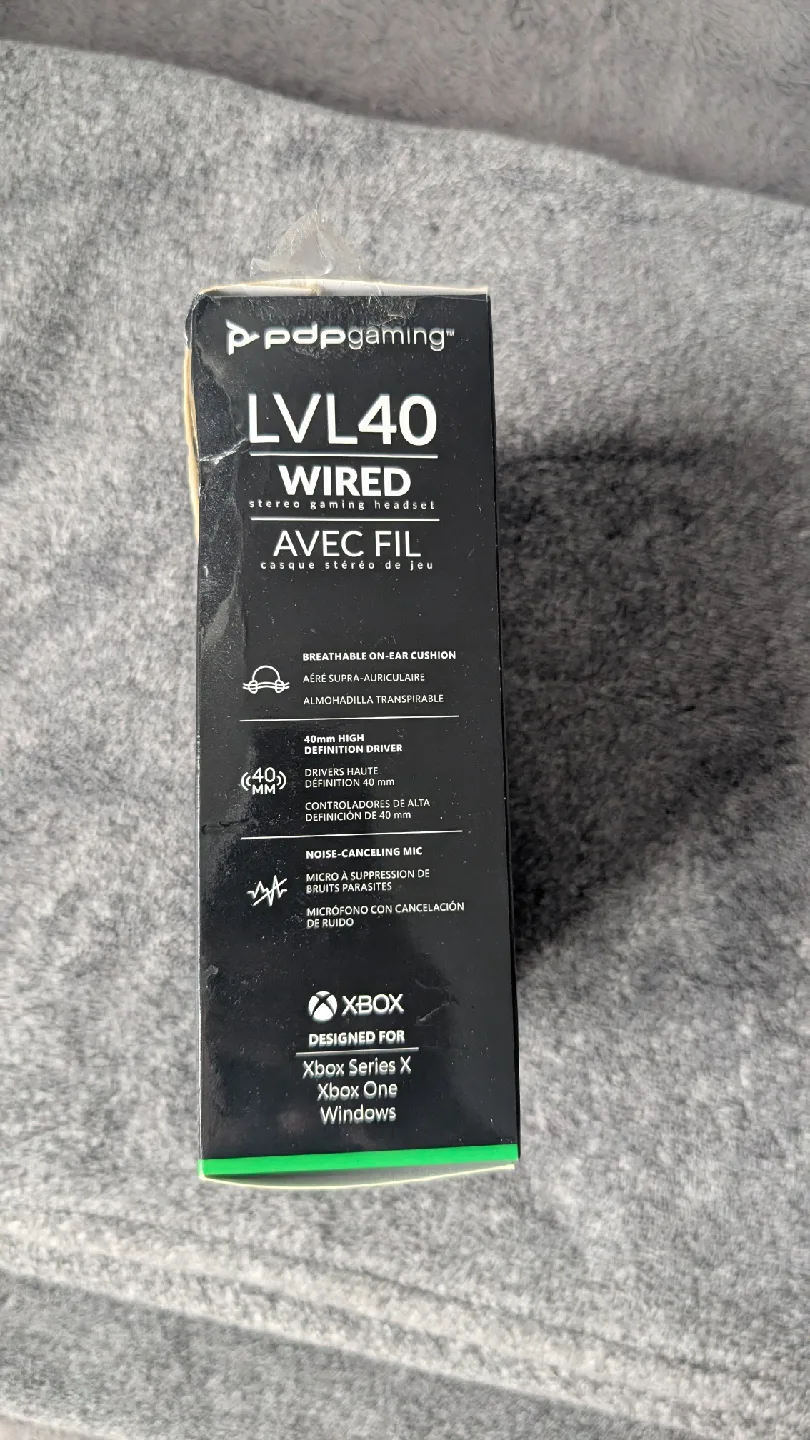 pdpgaming™
LVL40
WIRED
stereo gaming headset
AVEC FIL
casque stéréo de jeu
BREATHABLE ON-EAR CUSHION
AÉRÉ SUPRA-AURICULAIRE
ALMOHADILLA TRANSPIRABLE
40mm HIGH
DEFINITION DRIVER
40
MM
DRIVERS HAUTE
DÉFINITION 40 mm
CONTROLADORES DE ALTA
DEFINICIÓN DE 40 mm
NOISE-CANCELING MIC
MICRO À SUPPRESSION DE
BRUITS PARASITES
MICRÓFONO CON CANCELACIÓN
DE RUIDO
XBOX
DESIGNED FOR
Xbox Series X
Xbox One
Windows